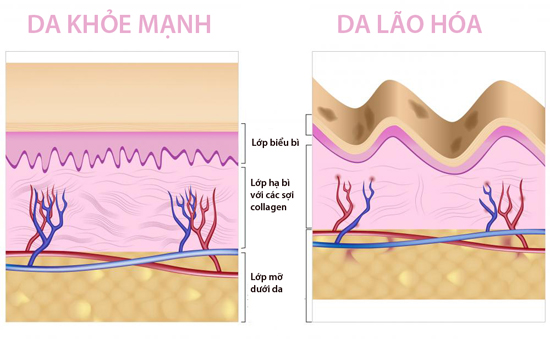 DA KHỎE MẠNH
DA LÃO HÓA
Lớp biểu bì
Lớp hạ bì
với các sợi
collagen
Lớp mỡ
dưới da